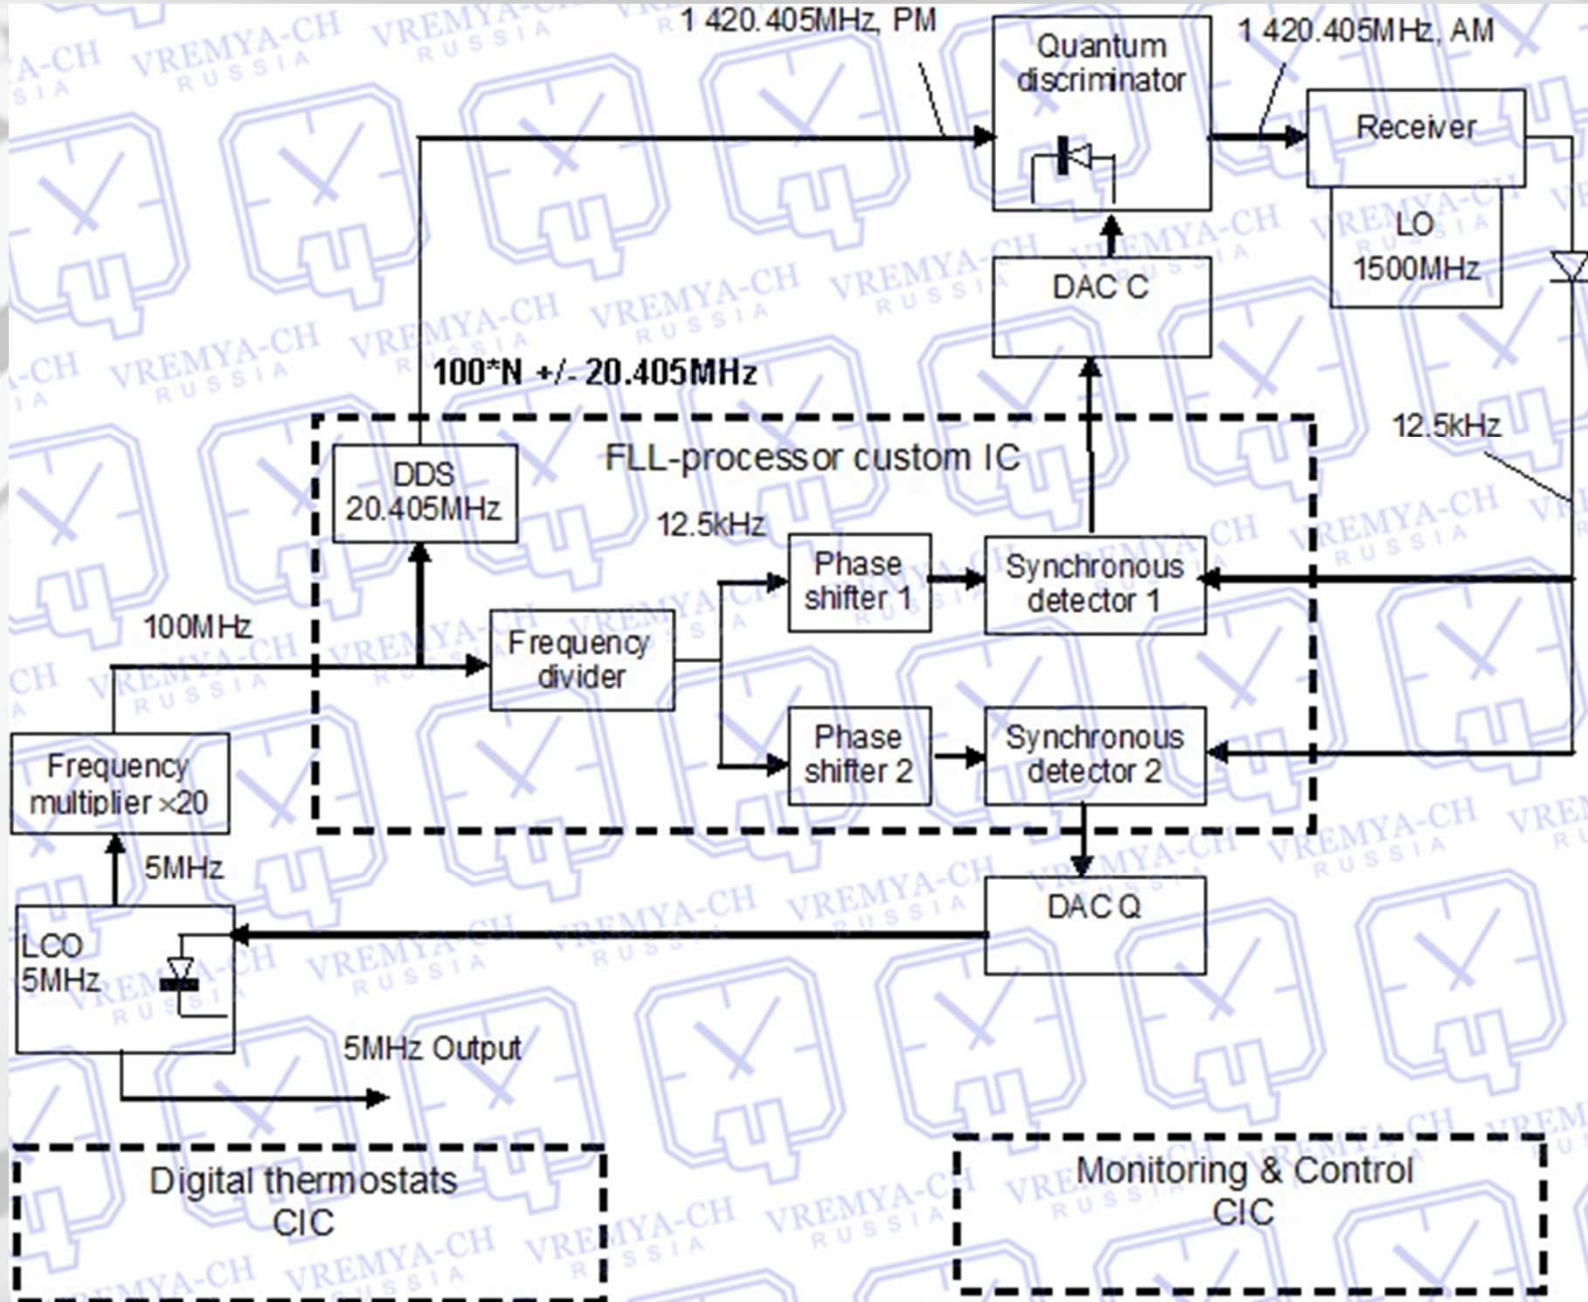 1 420.405MHz, PM
1 420.405MHz, AM
Quantum
discriminator
Receiver
LO
1500MHz
DAC C
100*N +/- 20.405MHz
12.5kHz
FLL-processor custom IC
DDS
20.405MHz
12.5kHz
Phase
shifter 1
Synchronous
detector 1
100MHz
Frequency
divider
Phase
shifter 2
Synchronous
detector 2
Frequency
multiplier ×20
5MHz
DAC Q
LCO
5MHz
5MHz Output
Digital thermostats
CIC
Monitoring & Control
CIC
VREMYA-CH
RUSSIA